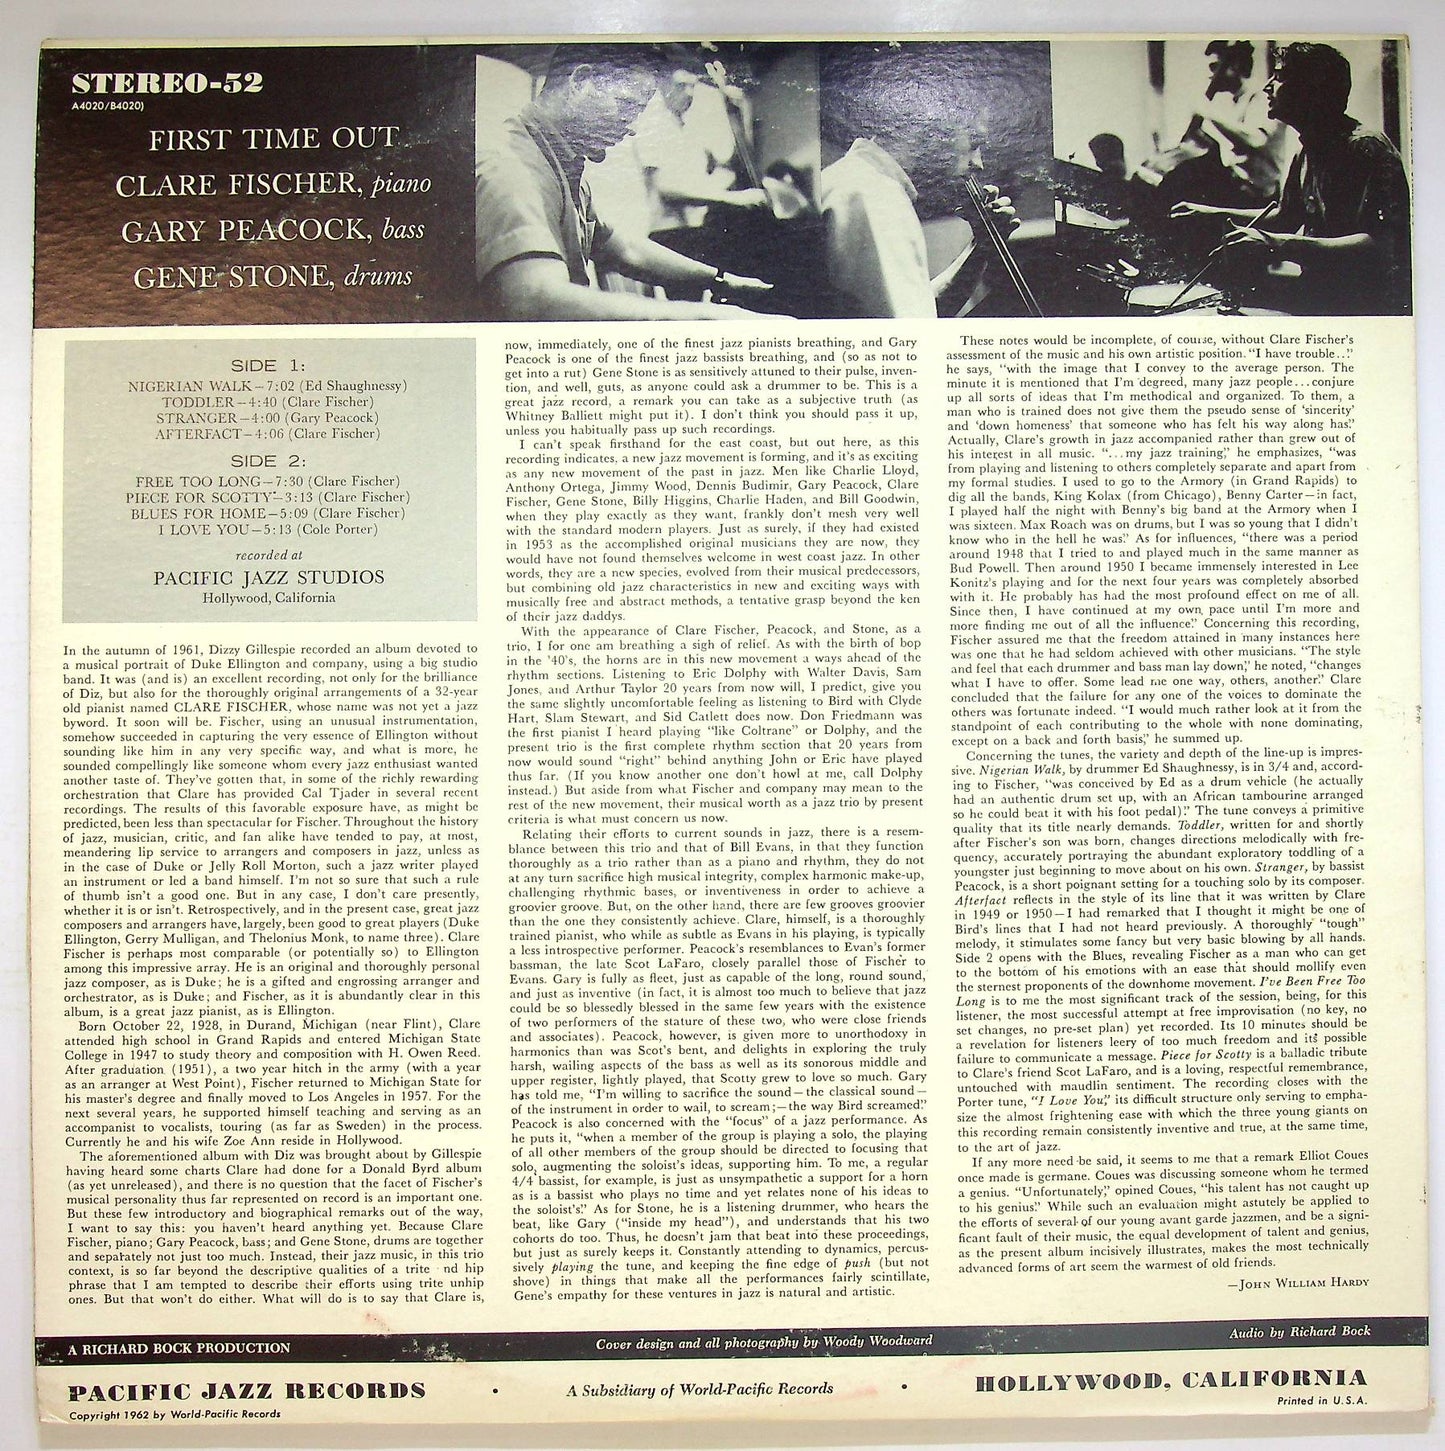 STEREO-52
A4020/B4020)
FIRST TIME OUT
CLARE FISCHER, piano
GARY PEACOCK, bass
GENE STONE, drums
SIDE 1:
NIGERIAN WALK—7:02 (Ed Shaughnessy)
TODDLER—4:40 (Clare Fischer)
STRANGER—4:00 (Gary Peacock)
AFTERFACT—4:06 (Clare Fischer)
SIDE 2:
FREE TOO LONG—7:30 (Clare Fischer)
PIECE FOR SCOTTY—3:13 (Clare Fischer)
BLUES FOR HOME—5:09 (Clare Fischer)
I LOVE YOU—5:13 (Cole Porter)
recorded at
PACIFIC JAZZ STUDIOS
Hollywood, California
In the autumn of 1961, Dizzy Gillespie recorded an album devoted to
a musical portrait of Duke Ellington and company, using a big studio
band. It was (and is) an excellent recording, not only for the brilliance
of Diz, but also for the thoroughly original arrangements of a 32-year
old pianist named CLARE FISCHER, whose name was not yet a jazz
byword. It soon will be. Fischer, using an unusual instrumentation,
somehow succeeded in capturing the very essence of Ellington without
sounding like him in any very specific way, and what is more, he
sounded compellingly like someone whom every jazz enthusiast wanted
another taste of. They've gotten that, in some of the richly rewarding
orchestration that Clare has provided Cal Tjader in several recent
recordings. The results of this favorable exposure have, as might be
predicted, been less than spectacular for Fischer. Throughout the history
of jazz, musician, critic, and fan alike have tended to pay, at most,
meandering lip service to arrangers and composers in jazz, unless as
in the case of Duke or Jelly Roll Morton, such a jazz writer played
an instrument or led a band himself. I'm not so sure that such a rule
of thumb isn't a good one. But in any case, I don't care presently,
whether it is or isn't. Retrospectively, and in the present case, great jazz
composers and arrangers have, largely, been good to great players (Duke
Ellington, Gerry Mulligan, and Thelonius Monk, to name three). Clare
Fischer is perhaps most comparable (or potentially so) to Ellington
among this impressive array. He is an original and thoroughly personal
jazz composer, as is Duke; he is a gifted and engrossing arranger and
orchestrator, as is Duke; and Fischer, as it is abundantly clear in this
album, is a great jazz pianist, as is Ellington.
Born October 22, 1928, in Durand, Michigan (near Flint), Clare
attended high school in Grand Rapids and entered Michigan State
College in 1947 to study theory and composition with H. Owen Reed.
After graduation (1951), a two year hitch in the army (with a year
as an arranger at West Point), Fischer returned to Michigan State for
his master's degree and finally moved to Los Angeles in 1957. For the
next several years, he supported himself teaching and serving as an
accompanist to vocalists, touring (as far as Sweden) in the process.
Currently he and his wife Zoe Ann reside in Hollywood.
The aforementioned album with Diz was brought about by Gillespie
having heard some charts Clare had done for a Donald Byrd album
(as yet unreleased), and there is no question that the facet of Fischer's
musical personality thus far represented on record is an important one.
But these few introductory and biographical remarks out of the way,
I want to say this: you haven't heard anything yet. Because Clare
Fischer, piano; Gary Peacock, bass; and Gene Stone, drums are together
and separately not just too much. Instead, their jazz music, in this trio
context, is so far beyond the descriptive qualities of a trite nd hip
phrase that I am tempted to describe their efforts using trite unhip
ones. But that won't do either. What will do is to say that Clare is,
now, immediately, one of the finest jazz pianists breathing, and Gary
Peacock is one of the finest jazz bassists breathing, and (so as not to
get into a rut) Gene Stone is as sensitively attuned to their pulse, inven-
tion, and, well, guts, as anyone could ask a drummer to be. This is a
great jazz record, a remark you can take as a subjective truth (as
Whitney Balliett might put it). I don't think you should pass it up,
unless you habitually pass up such recordings.
I can't speak firsthand for the east coast, but out here, as this
recording indicates, a new jazz movement is forming, and it's as exciting
as any new movement of the past in jazz. Men like Charlie Lloyd,
Anthony Ortega, Jimmy Wood, Dennis Budimir, Gary Peacock, Clare
Fischer, Gene Stone, Billy Higgins, Charlie Haden, and Bill Goodwin,
when they play exactly as they want, frankly don't mesh very well
with the standard modern players. Just as surely, if they had existed
in 1953 as the accomplished original musicians they are now, they
would have not found themselves welcome in west coast jazz. In other
words, they are a new species, evolved from their musical predecessors,
but combining old jazz characteristics in new and exciting ways with
musically free and abstract methods, a tentative grasp beyond the ken
of their jazz daddys.
With the appearance of Clare Fischer, Peacock, and Stone, as a
trio, I for one am breathing a sigh of relief. As with the birth of bop
in the '40's, the horns are in this new movement a ways ahead of the
rhythm sections. Listening to Eric Dolphy with Walter Davis, Sam
Jones, and Arthur Taylor 20 years from now will, I predict, give you
the same slightly uncomfortable feeling as listening to Bird with Clyde
Hart, Slam Stewart, and Sid Catlett does now. Don Friedmann was
the first pianist I heard playing "like Coltrane" or Dolphy, and the
present trio is the first complete rhythm section that 20 years from
now would sound "right" behind anything John or Eric have played
thus far. (If you know another one don't howl at me, call Dolphy
instead.) But aside from what Fischer and company may mean to the
rest of the new movement, their musical worth as a jazz trio by present
criteria is what must concern us now.
Relating their efforts to current sounds in jazz, there is a resem-
blance between this trio and that of Bill Evans, in that they function
thoroughly as a trio rather than as a piano and rhythm, they do not
at any turn sacrifice high musical integrity, complex harmonic make-up,
challenging rhythmic bases, or inventiveness in order to achieve a
groovier groove. But, on the other hand, there are few grooves groovier
than the one they consistently achieve. Clare, himself, is a thoroughly
trained pianist, who while as subtle as Evans in his playing, is typically
a less introspective performer. Peacock's resemblances to Evan's former
bassman, the late Scot LaFaro, closely parallel those of Fischer to
Evans. Gary is fully as fleet, just as capable of the long, round sound,
and just as inventive (in fact, it is almost too much to believe that jazz
could be so blessedly blessed in the same few years with the existence
of two performers of the stature of these two, who were close friends
and associates). Peacock, however, is given more to unorthodoxy in
harmonics than was Scot's bent, and delights in exploring the truly
harsh, wailing aspects of the bass as well as its sonorous middle and
upper register, lightly played, that Scotty grew to love so much. Gary
has told me, "I'm willing to sacrifice the sound—the classical sound—
of the instrument in order to wail, to scream;—the way Bird screamed."
Peacock is also concerned with the "focus" of a jazz performance. As
he puts it, "when a member of the group is playing a solo, the playing
of all other members of the group should be directed to focusing that
solo, augmenting the soloist's ideas, supporting him. To me, a regular
4/4 bassist, for example, is just as unsympathetic a support for a horn
as is a bassist who plays no time and yet relates none of his ideas to
the soloist's." As for Stone, he is a listening drummer, who hears the
beat, like Gary ("inside my head"), and understands that his two
cohorts do too. Thus, he doesn't jam that beat into these proceedings,
but just as surely keeps it. Constantly attending to dynamics, percus-
sively playing the tune, and keeping the fine edge of push (but not
shove) in things that make all the performances fairly scintillate,
Gene's empathy for these ventures in jazz is natural and artistic.
These notes would be incomplete, of course, without Clare Fischer's
assessment of the music and his own artistic position. "I have trouble..."
he says, "with the image that I convey to the average person. The
minute it is mentioned that I'm degreed, many jazz people...conjure
up all sorts of ideas that I'm methodical and organized. To them, a
man who is trained does not give them the pseudo sense of 'sincerity'
and 'down homeness' that someone who has felt his way along has."
Actually, Clare's growth in jazz accompanied rather than grew out of
his interest in all music. "...my jazz training," he emphasizes, "was
from playing and listening to others completely separate and apart from
my formal studies. I used to go to the Armory (in Grand Rapids) to
dig all the bands, King Kolax (from Chicago), Benny Carter—in fact,
I played half the night with Benny's big band at the Armory when I
was sixteen. Max Roach was on drums, but I was so young that I didn't
know who in the hell he was." As for influences, "there was a period
around 1948 that I tried to and played much in the same manner as
Bud Powell. Then around 1950 I became immensely interested in Lee
Konitz's playing and for the next four years was completely absorbed
with it. He probably has had the most profound effect on me of all.
Since then, I have continued at my own pace until I'm more and
more finding me out of all the influence." Concerning this recording,
Fischer assured me that the freedom attained in many instances here
was one that he had seldom achieved with other musicians. "The style
and feel that each drummer and bass man lay down," he noted, "changes
what I have to offer. Some lead me one way, others, another." Clare
concluded that the failure for any one of the voices to dominate the
others was fortunate indeed. "I would much rather look at it from the
standpoint of each contributing to the whole with none dominating,
except on a back and forth basis," he summed up.
Concerning the tunes, the variety and depth of the line-up is impres-
sive. Nigerian Walk, by drummer Ed Shaughnessy, is in 3/4 and, accord-
ing to Fischer, "was conceived by Ed as a drum vehicle (he actually
had an authentic drum set up, with an African tambourine arranged
so he could beat it with his foot pedal)." The tune conveys a primitive
quality that its title nearly demands. Toddler, written for and shortly
after Fischer's son was born, changes directions melodically with fre-
quency, accurately portraying the abundant exploratory toddling of a
youngster just beginning to move about on his own. Stranger, by bassist
Peacock, is a short poignant setting for a touching solo by its composer.
Afterfact reflects in the style of its line that it was written by Clare
in 1949 or 1950—I had remarked that I thought it might be one of
Bird's lines that I had not heard previously. A thoroughly "tough"
melody, it stimulates some fancy but very basic blowing by all hands.
Side 2 opens with the Blues, revealing Fischer as a man who can get
to the bottom of his emotions with an ease that should mollify even
the sternest proponents of the downhome movement. I've Been Free Too
Long is to me the most significant track of the session, being, for this
listener, the most successful attempt at free improvisation (no key, no
set changes, no pre-set plan) yet recorded. Its 10 minutes should be
a revelation for listeners leery of too much freedom and its possible
failure to communicate a message. Piece for Scotty is a balladic tribute
to Clare's friend Scot LaFaro, and is a loving, respectful remembrance,
untouched with maudlin sentiment. The recording closes with the
Porter tune, "I Love You," its difficult structure only serving to empha-
size the almost frightening ease with which the three young giants on
this recording remain consistently inventive and true, at the same time,
to the art of jazz.
If any more need be said, it seems to me that a remark Elliot Coues
once made is germane. Coues was discussing someone whom he termed
a genius. "Unfortunately," opined Coues, "his talent has not caught up
to his genius." While such an evaluation might astutely be applied to
the efforts of several of our young avant garde jazzmen, and be a signi-
ficant fault of their music, the equal development of talent and genius,
as the present album incisively illustrates, makes the most technically
advanced forms of art seem the warmest of old friends.
—JOHN WILLIAM HARDY
A RICHARD BOCK PRODUCTION
Cover design and all photography by Woody Woodward
Audio by Richard Bock
PACIFIC JAZZ RECORDS • A Subsidiary of World-Pacific Records • HOLLYWOOD, CALIFORNIA
Copyright 1962 by World-Pacific Records
Printed in U.S.A.